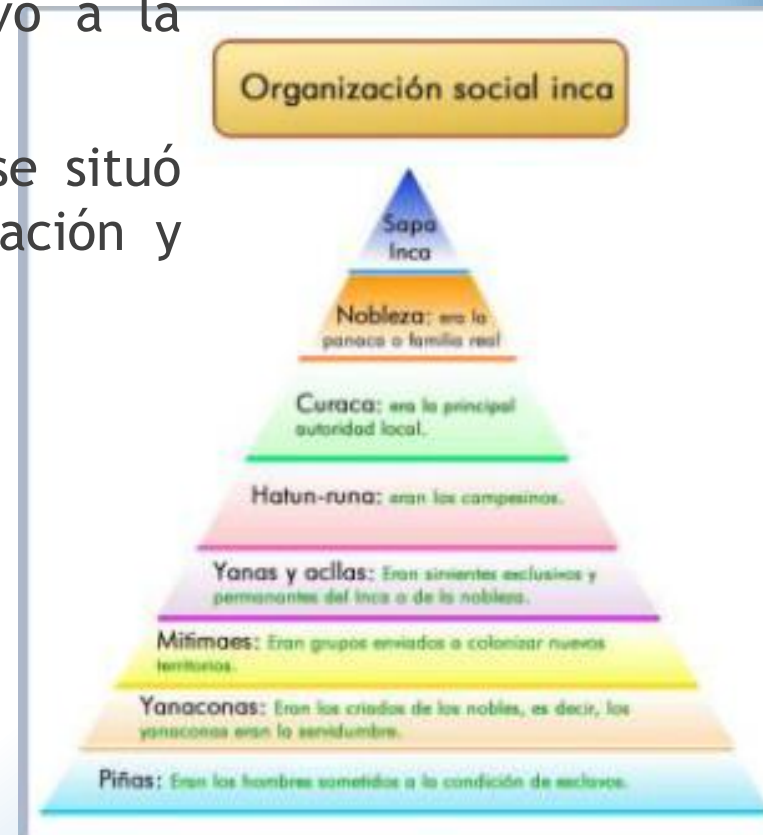 vo a la
se situó
ación y
Organización social inca
Sapa
Inca
Nobleza: era la
panaca o familia real
Curaca: era la principal
autoridad local.
Hatun-runa: eran los campesinos.
Yanas y acllas: Eran sirvientes exclusivos y
permanentes del Inca o de la nobleza.
Mitimaes: Eran grupos enviados a colonizar nuevos
territorios.
Yanaconas: Eran los criados de los nobles, es decir, los
yanaconas eran la servidumbre.
Piñas: Eran los hombres sometidos a la condición de esclavos.